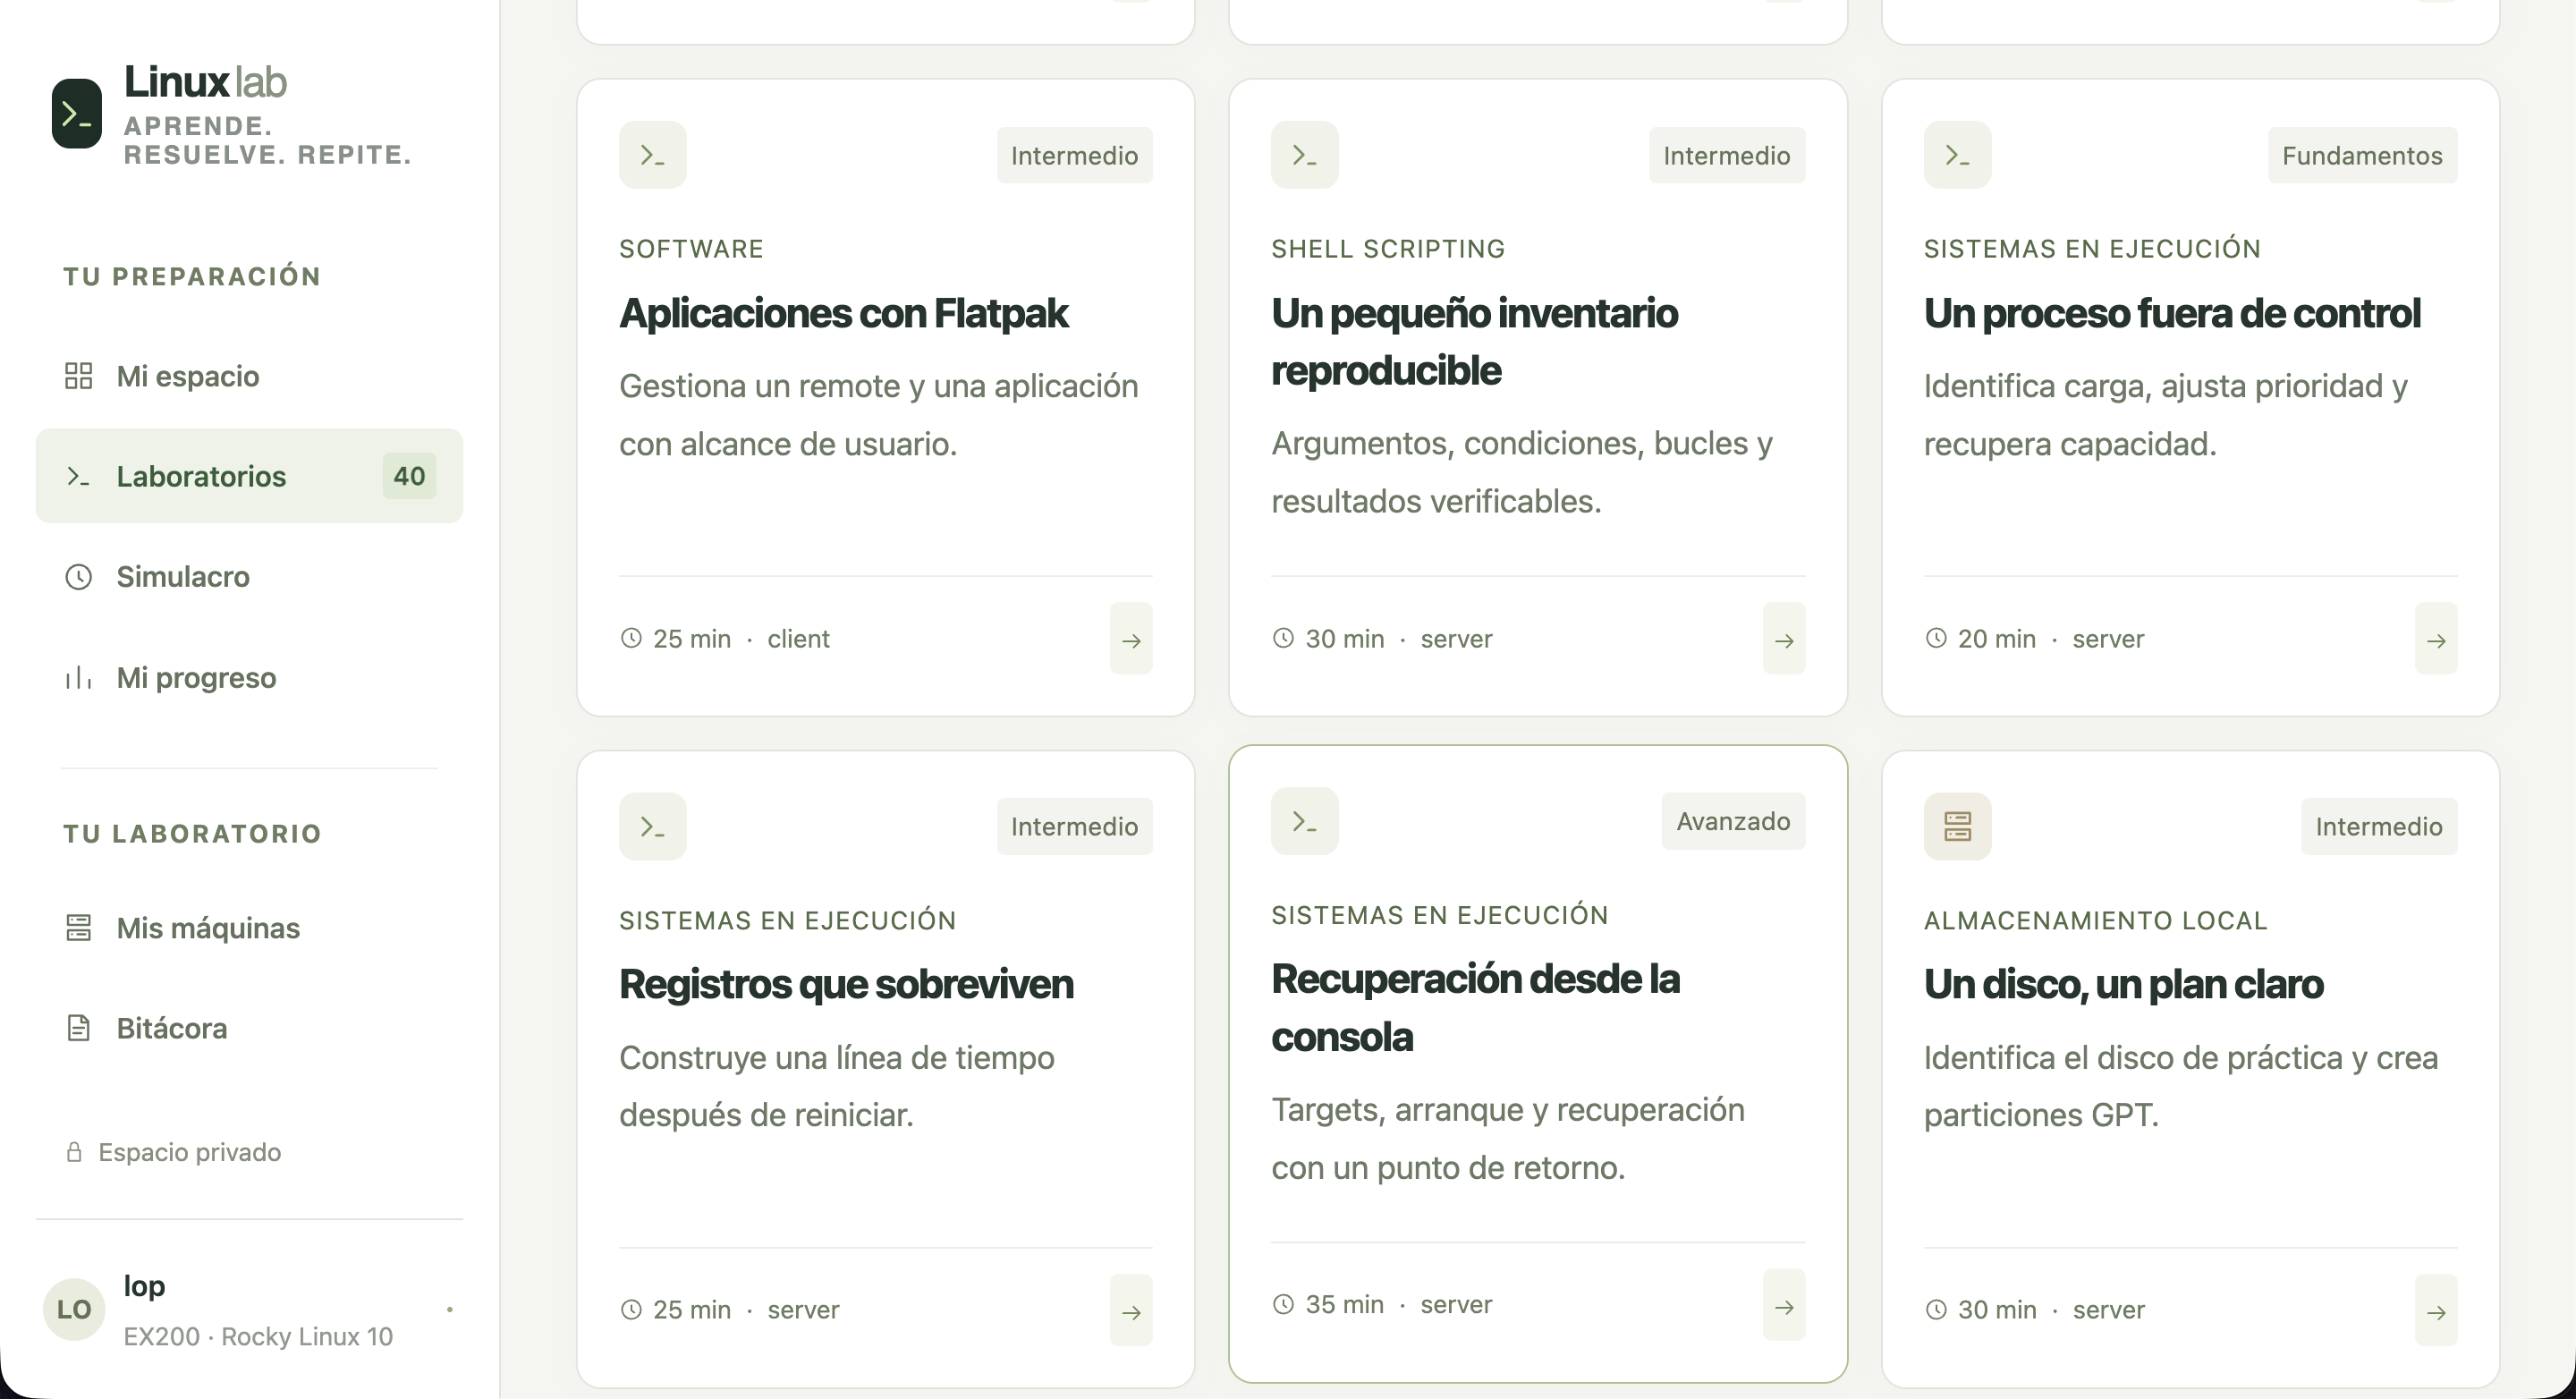 Linux lab
APRENDE.
RESUELVE. REPITE.
TU PREPARACIÓN
Mi espacio
Laboratorios 40
Simulacro
Mi progreso
TU LABORATORIO
Mis máquinas
Bitácora
Espacio privado
LO
lop
EX200 · Rocky Linux 10
Intermedio
SOFTWARE
Aplicaciones con Flatpak
Gestiona un remote y una aplicación
con alcance de usuario.
25 min · client
Intermedio
SHELL SCRIPTING
Un pequeño inventario
reproducible
Argumentos, condiciones, bucles y
resultados verificables.
30 min · server
Fundamentos
SISTEMAS EN EJECUCIÓN
Un proceso fuera de control
Identifica carga, ajusta prioridad y
recupera capacidad.
20 min · server
Intermedio
SISTEMAS EN EJECUCIÓN
Registros que sobreviven
Construye una línea de tiempo
después de reiniciar.
25 min · server
Avanzado
SISTEMAS EN EJECUCIÓN
Recuperación desde la
consola
Targets, arranque y recuperación
con un punto de retorno.
35 min · server
Intermedio
ALMACENAMIENTO LOCAL
Un disco, un plan claro
Identifica el disco de práctica y crea
particiones GPT.
30 min · server